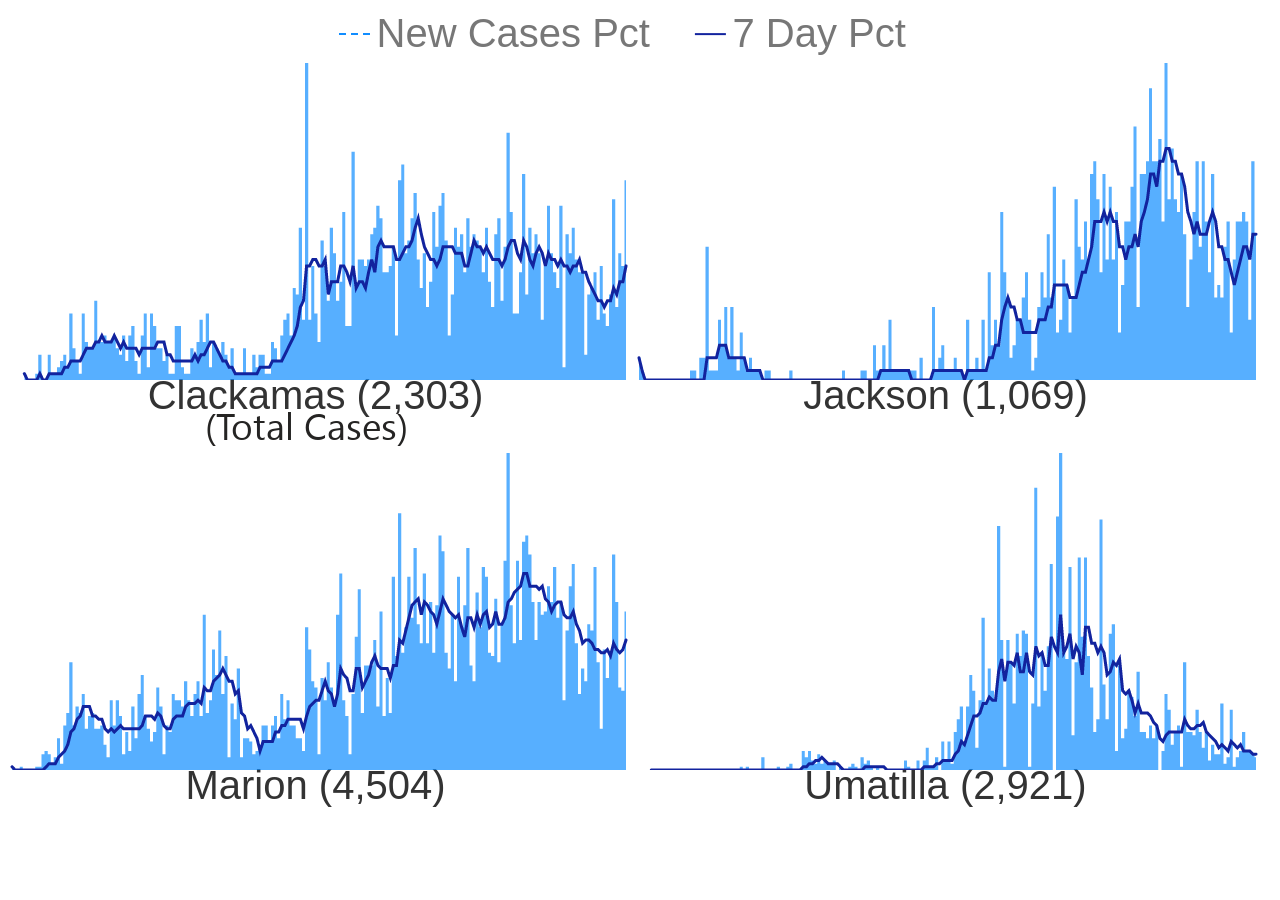 New Cases Pct 7 Day Pct
Clackamas (2,303) Jackson (1,069)
(Total Cases)
Marion (4,504) Umatilla (2,921)